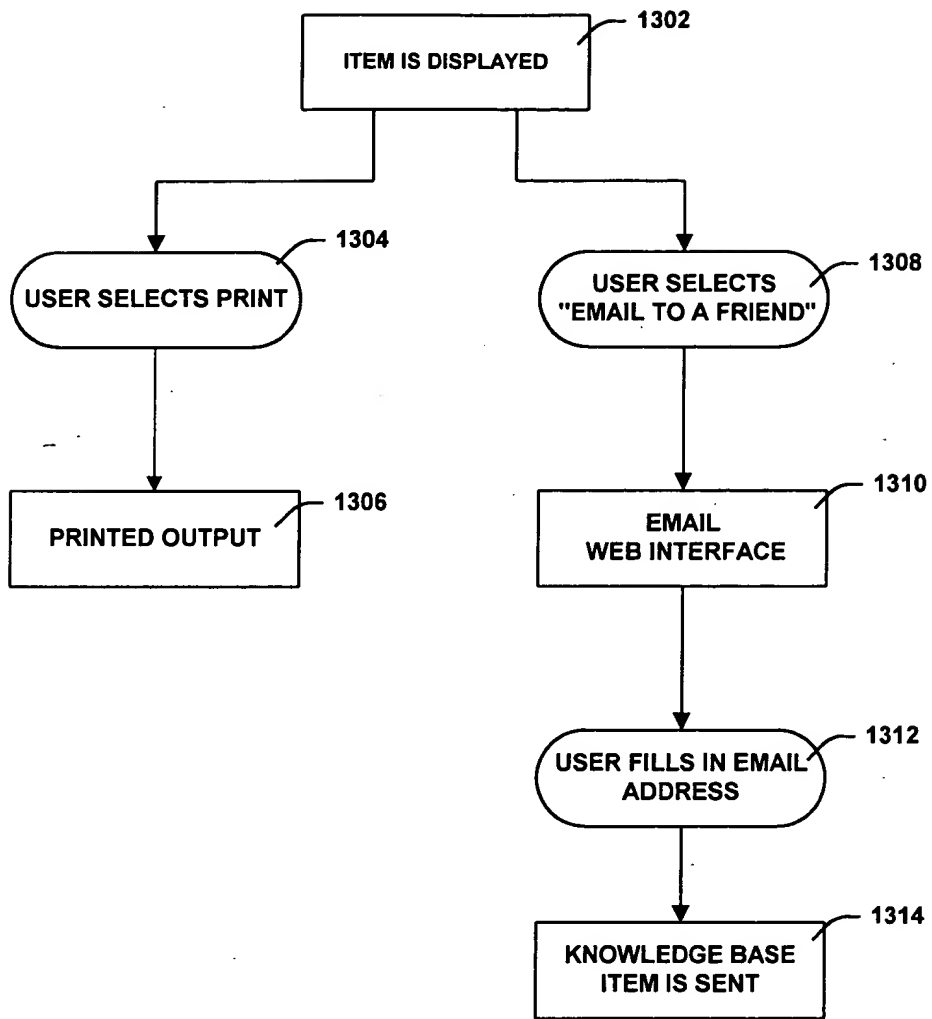 1302
ITEM IS DISPLAYED
1304
USER SELECTS PRINT
1308
USER SELECTS
"EMAIL TO A FRIEND"
1306
PRINTED OUTPUT
1310
EMAIL
WEB INTERFACE
1312
USER FILLS IN EMAIL
ADDRESS
1314
KNOWLEDGE BASE
ITEM IS SENT